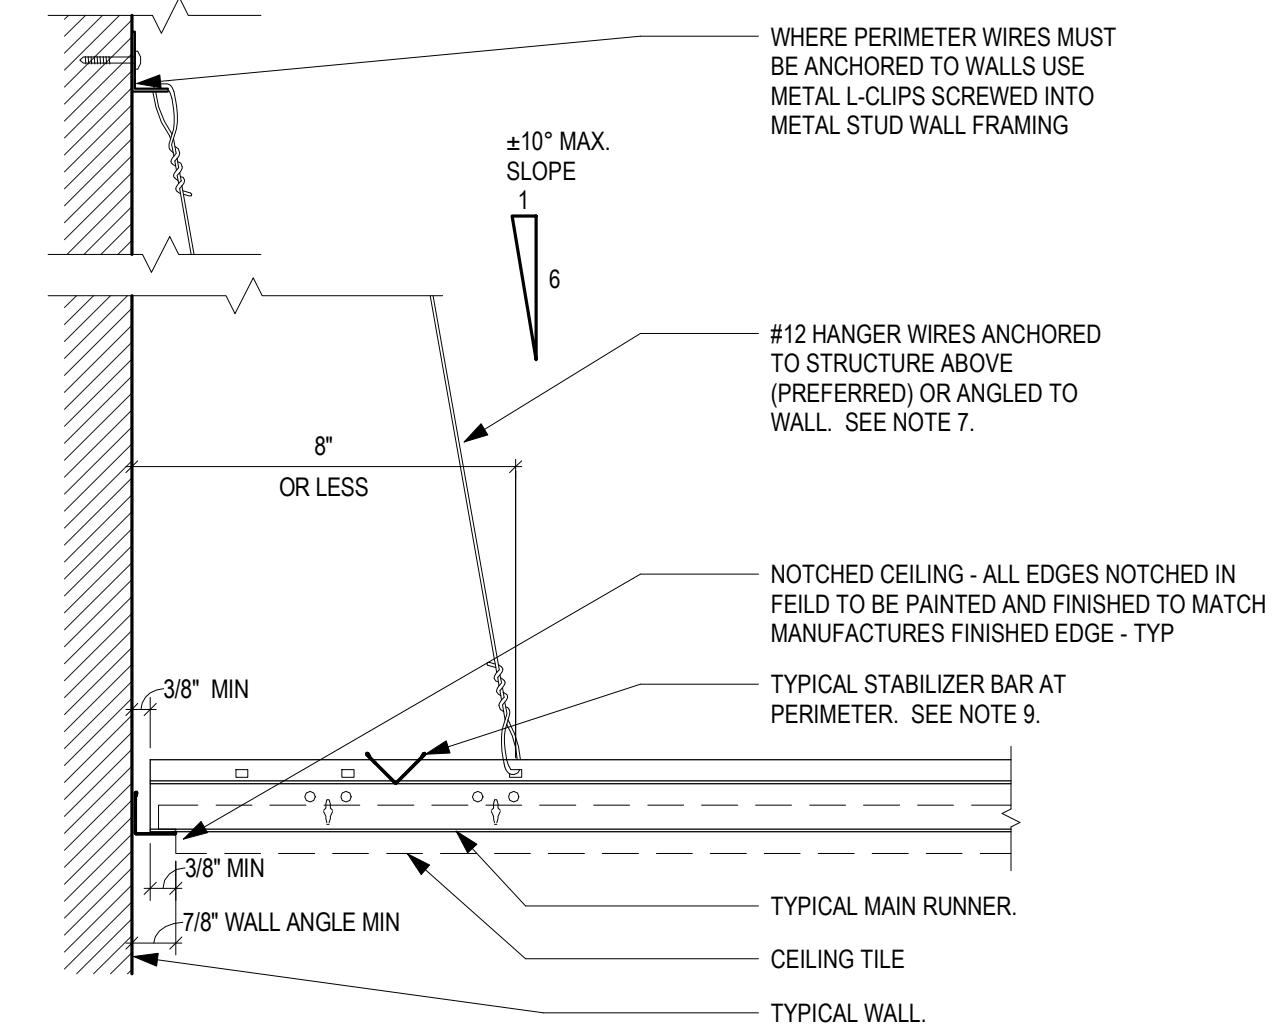 WHERE PERIMETER WIRES MUST
BE ANCHORED TO WALLS USE
METAL L-CLIPS SCREWED INTO
METAL STUD WALL FRAMING
±10° MAX.
SLOPE
1
6
#12 HANGER WIRES ANCHORED
TO STRUCTURE ABOVE
(PREFERRED) OR ANGLED TO
WALL.  SEE NOTE 7.
8"
OR LESS
NOTCHED CEILING - ALL EDGES NOTCHED IN
FEILD TO BE PAINTED AND FINISHED TO MATCH
MANUFACTURES FINISHED EDGE - TYP
3/8"  MIN
TYPICAL STABILIZER BAR AT
PERIMETER.  SEE NOTE 9.
3/8" MIN
7/8" WALL ANGLE MIN
TYPICAL MAIN RUNNER.
CEILING TILE
TYPICAL WALL.